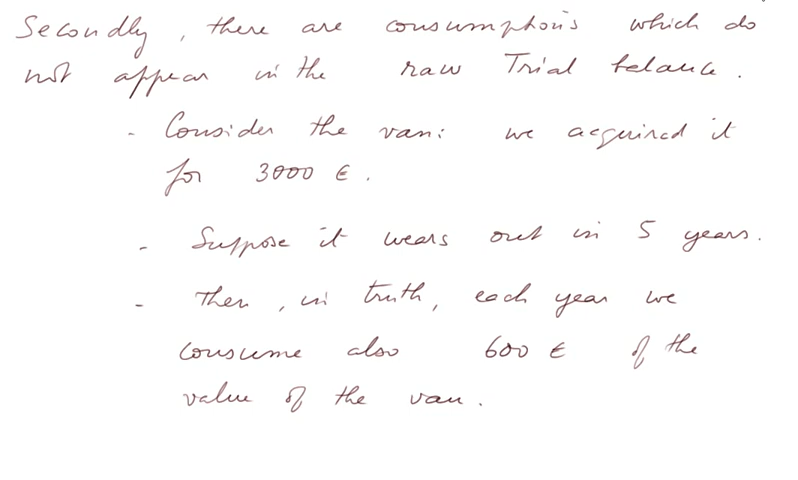 Secondly, there are consumptions which do
not appear in the raw Trial balance.
- Consider the van: we acquired it
for 3000 €.
- Suppose it wears out in 5 years.
- Then, in truth, each year we
consume also 600 € of the
value of the van.